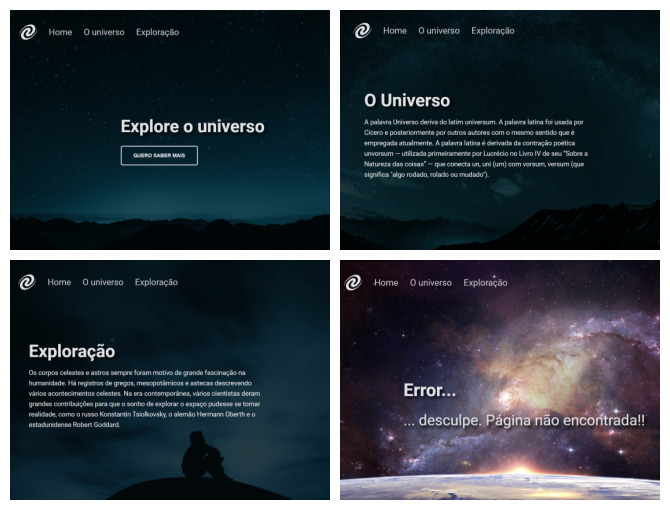 Home O universo Exploração
Explore o universo
QUERO SABER MAIS
Home O universo Exploração
O Universo
A palavra Universo deriva do latim universum. A palavra latina foi usada por
Cícero e posteriormente por outros autores com o mesmo sentido que é
empregada atualmente. A palavra latina é derivada da contração poética
unvorsum — utilizada primeiramente por Lucrécio no Livro IV de seu "Sobre a
Natureza das coisas" — que conecta un, uni (um) com vorsum, versum (que
significa "algo rodado, rolado ou mudado").
Home O universo Exploração
Exploração
Os corpos celestes e astros sempre foram motivo de grande fascinação na
humanidade. Há registros de gregos, mesopotâmicos e astecas descrevendo
vários acontecimentos celestes. Na era contemporânea, vários cientistas deram
grandes contribuições para que o sonho de explorar o espaço pudesse se tornar
realidade, como o russo Konstantin Tsiolkovsky, o alemão Hermann Oberth e o
estadunidense Robert Goddard.
Home O universo Exploração
Error...
... desculpe. Página não encontrada!!